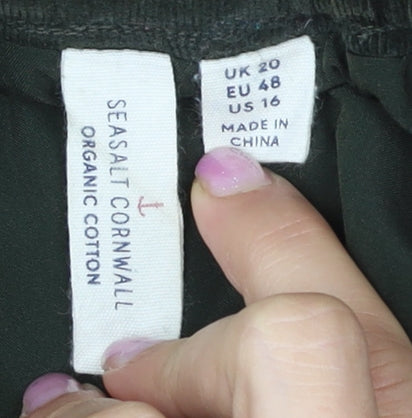 SEASALT CORNWALL
ORGANIC COTTON
UK 20
EU 48
US 16
MADE IN
CHINA